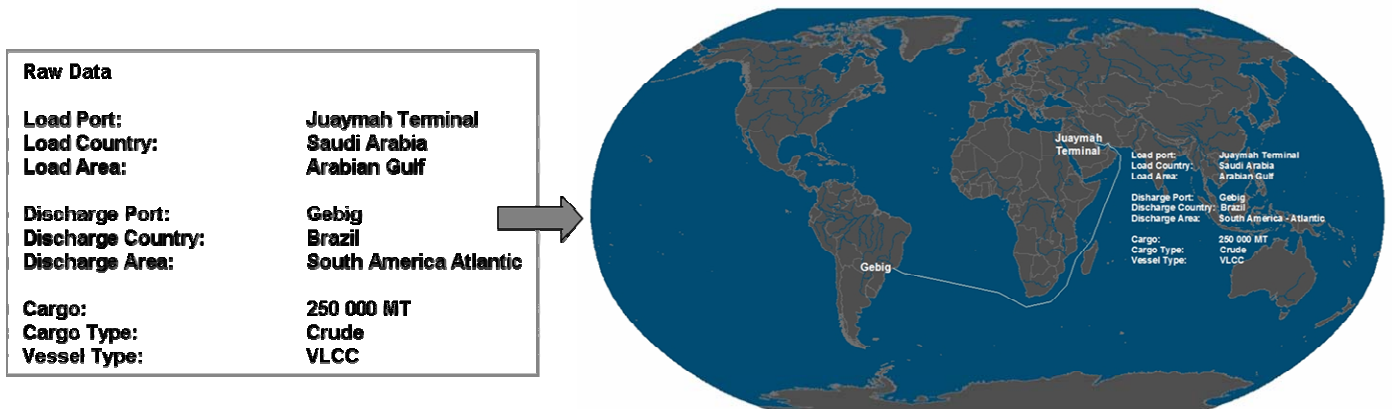 Raw Data
Load Port: Juaymah Terminal
Load Country: Saudi Arabia
Load Area: Arabian Gulf
Discharge Port: Gebig
Discharge Country: Brazil
Discharge Area: South America Atlantic
Cargo: 250 000 MT
Cargo Type: Crude
Vessel Type: VLCC
Juaymah
Terminal
Gebig
Load port: Juaymah Terminal
Load Country: Saudi Arabia
Load Area: Arabian Gulf
Disharge Port: Gebig
Discharge Country: Brazil
Discharge Area: South America - Atlantic
Cargo: 250 000 MT
Cargo Type: Crude
Vessel Type: VLCC